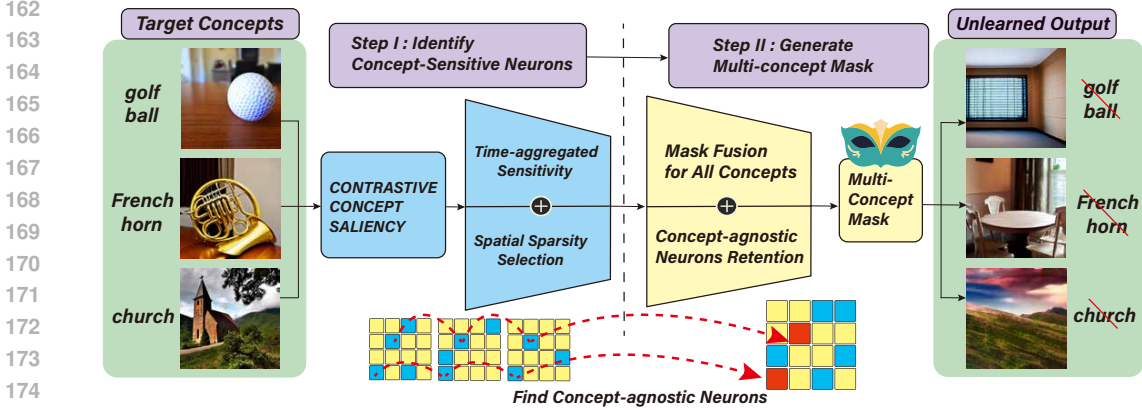 162
163
164
165
166
167
168
169
170
171
172
173
174
Target Concepts
golf
ball
French
horn
church
Step I : Identify
Concept-Sensitive Neurons
Step II : Generate
Multi-concept Mask
CONTRASTIVE
CONCEPT
SALIENCY
Time-aggregated
Sensitivity
Spatial Sparsity
Selection
Mask Fusion
for All Concepts
Concept-agnostic
Neurons Retention
Multi-
Concept
Mask
Find Concept-agnostic Neurons
Unlearned Output
golf
ball
French
horn
church